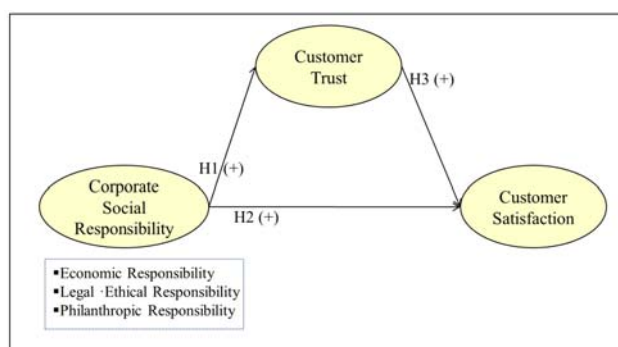 Customer
Trust
H3 (+)
H1 (+)
Corporate
Social
Responsibility
H2 (+)
Customer
Satisfaction
▪Economic Responsibility
▪Legal ·Ethical Responsibility
▪Philanthropic Responsibility